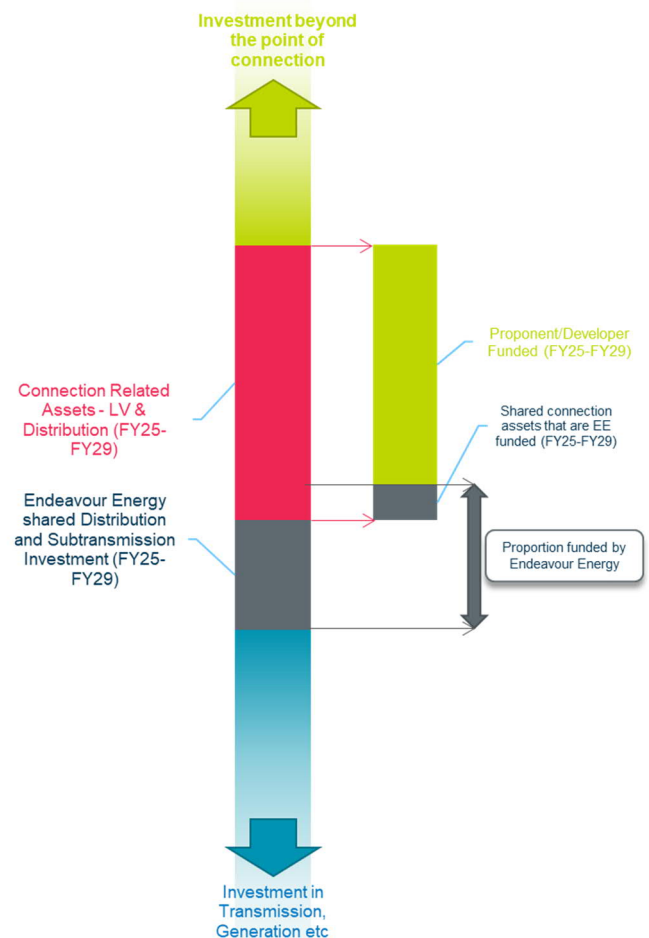 Investment beyond
the point of
connection
Proponent/Developer
Funded (FY25-FY29)
Connection Related
Assets - LV &
Distribution (FY25-
FY29)
Shared connection
assets that are EE
funded (FY25-FY29)
Endeavour Energy
shared Distribution
and Subtransmission
Investment (FY25-
FY29)
Proportion funded by
Endeavour Energy
Investment in
Transmission,
Generation etc